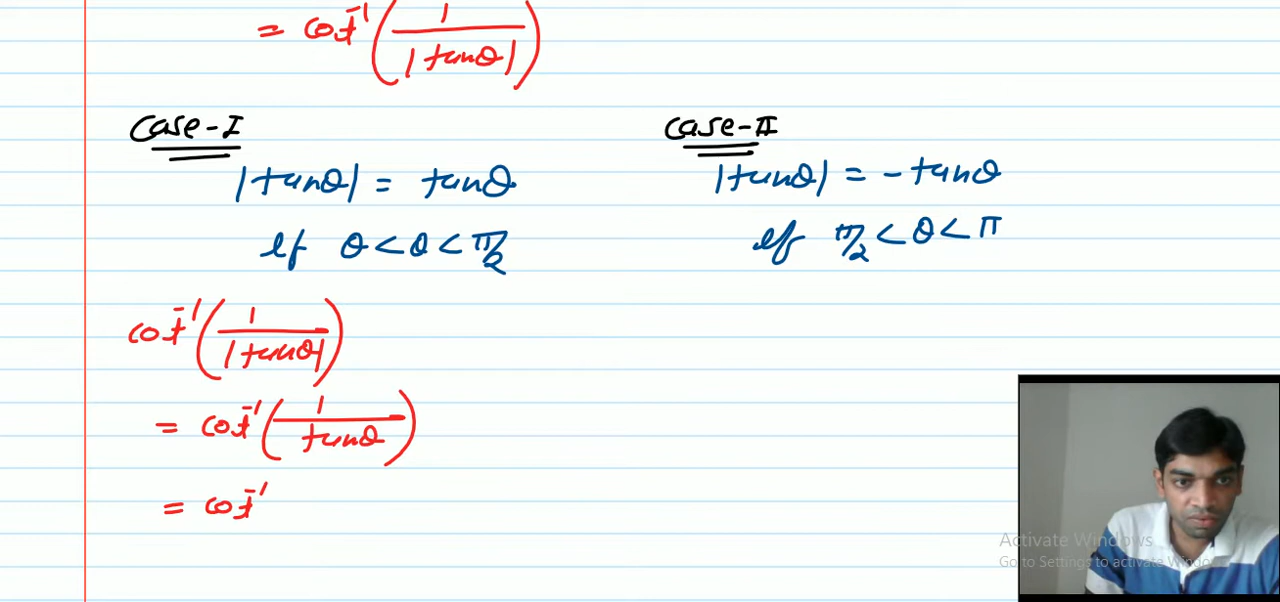 = cot⁻¹(1/|tanθ|)
Case-I
|tanθ| = tanθ
if 0 < θ < π/2
cot⁻¹(1/|tanθ|)
= cot⁻¹(1/tanθ)
= cot⁻¹
Case-II
|tanθ| = -tanθ
if π/2 < θ < π
Activate Windows
Go to Settings to activate Windows